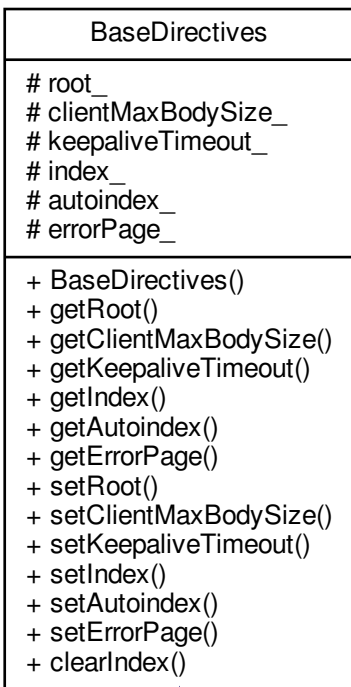 BaseDirectives
# root_
# clientMaxBodySize_
# keepaliveTimeout_
# index_
# autoindex_
# errorPage_
+ BaseDirectives()
+ getRoot()
+ getClientMaxBodySize()
+ getKeepaliveTimeout()
+ getIndex()
+ getAutoindex()
+ getErrorPage()
+ setRoot()
+ setClientMaxBodySize()
+ setKeepaliveTimeout()
+ setIndex()
+ setAutoindex()
+ setErrorPage()
+ clearIndex()